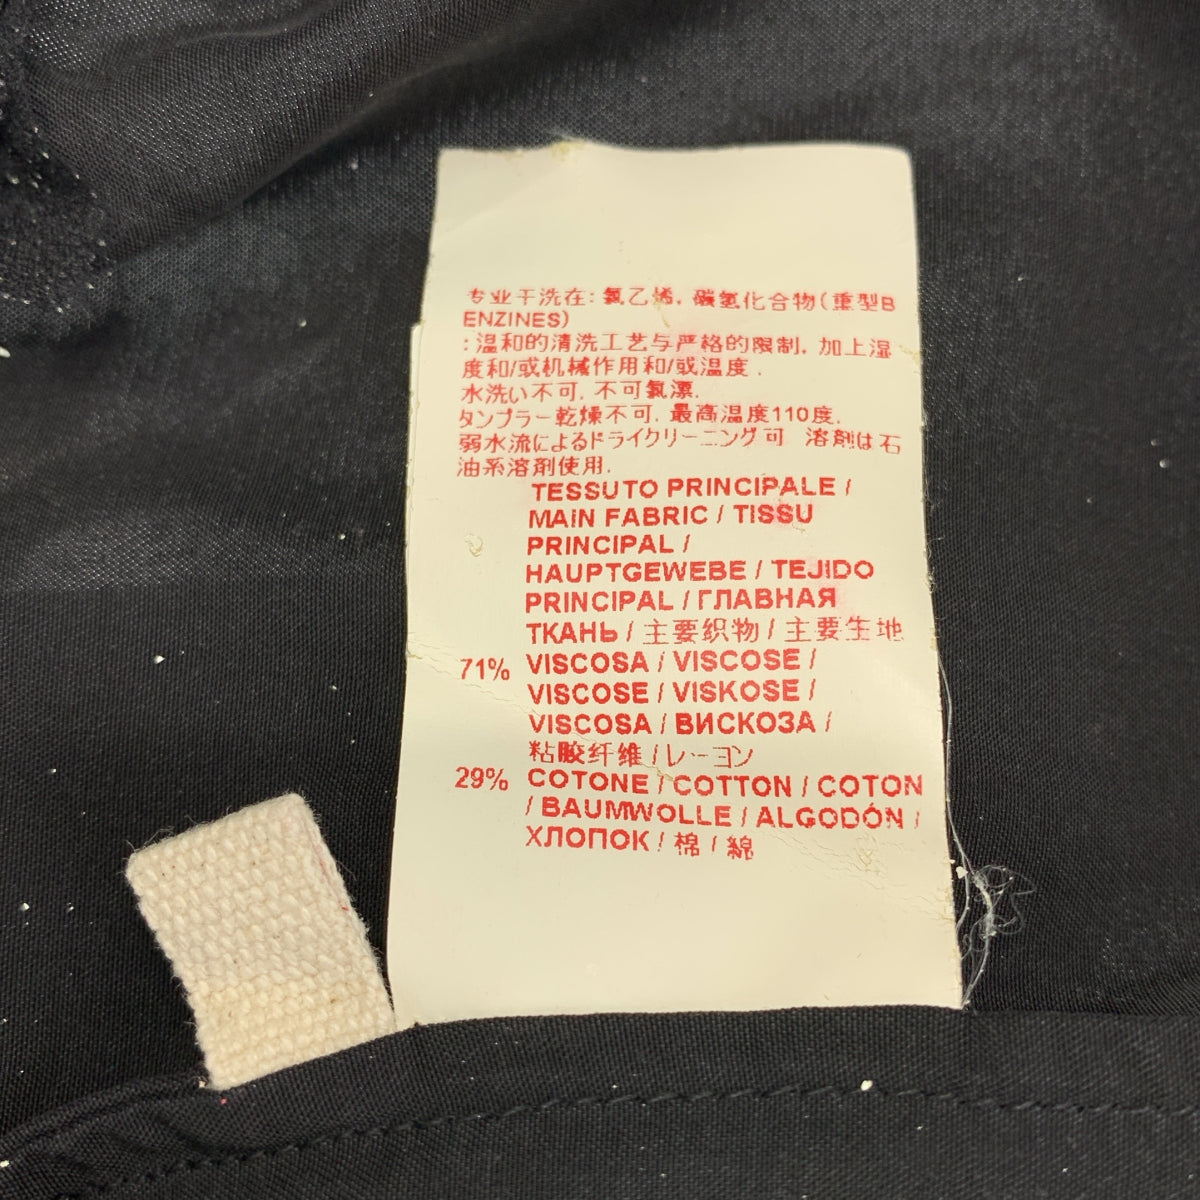 专业干洗在: 氯乙烯, 碳氢化合物(重型B
ENZINES)
:温和的清洗工艺与严格的限制, 加上湿
度和/或机械作用和/或温度.
水洗い不可, 不可氯漂,
タンブラー乾燥不可, 最高温度110度,
弱水流によるドライクリーニング可 溶剤は石
油系溶剤使用.
TESSUTO PRINCIPALE /
MAIN FABRIC / TISSU
PRINCIPAL /
HAUPTGEWEBE / TEJIDO
PRINCIPAL / ГЛАВНАЯ
ТКАНЬ / 主要织物 / 主要生地
71% VISCOSA / VISCOSE /
VISCOSE / VISKOSE /
VISCOSA / ВИСКОЗА /
粘胶纤维 / レーヨン
29% COTONE / COTTON / COTON
/ BAUMWOLLE / ALGODÓN /
ХЛОПОК / 棉 / 綿